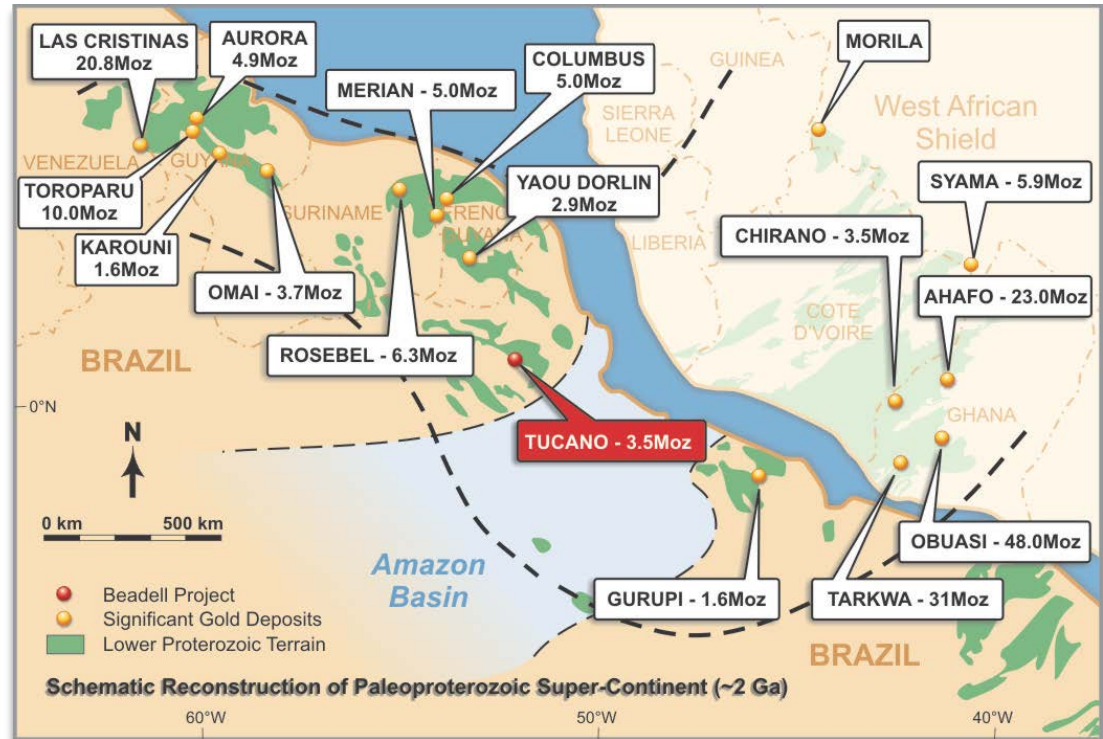 LAS CRISTINAS
20.8Moz
AURORA
4.9Moz
MERIAN - 5.0Moz
COLUMBUS
5.0Moz
GUINEA
MORILA
SIERRA
LEONE
West African
Shield
VENEZUELA
GUYANA
TOROPARU
10.0Moz
KAROUNI
1.6Moz
SURINAME
FRENCH
GUYANA
YAOU DORLIN
2.9Moz
LIBERIA
CHIRANO - 3.5Moz
SYAMA - 5.9Moz
AHAFO - 23.0Moz
OMAI - 3.7Moz
COTE
D'VOIRE
BRAZIL
ROSEBEL - 6.3Moz
0°N
GHANA
N
TUCANO - 3.5Moz
0 km 500 km
OBUASI - 48.0Moz
Amazon
Basin
GURUPI - 1.6Moz
TARKWA - 31Moz
Beadell Project
Significant Gold Deposits
Lower Proterozoic Terrain
BRAZIL
Schematic Reconstruction of Paleoproterozoic Super-Continent (~2 Ga)
60°W
50°W
40°W